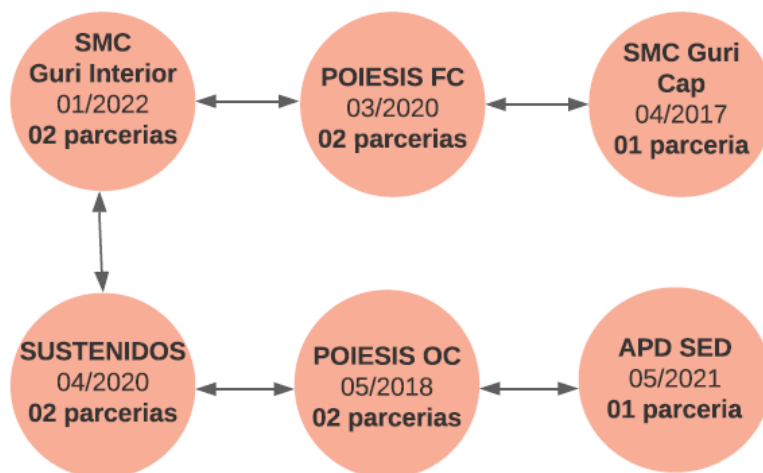 SMC
Guri Interior
01/2022
02 parcerias
POIESIS FC
03/2020
02 parcerias
SMC Guri
Cap
04/2017
01 parceria
SUSTENIDOS
04/2020
02 parcerias
POIESIS OC
05/2018
02 parcerias
APD SED
05/2021
01 parceria